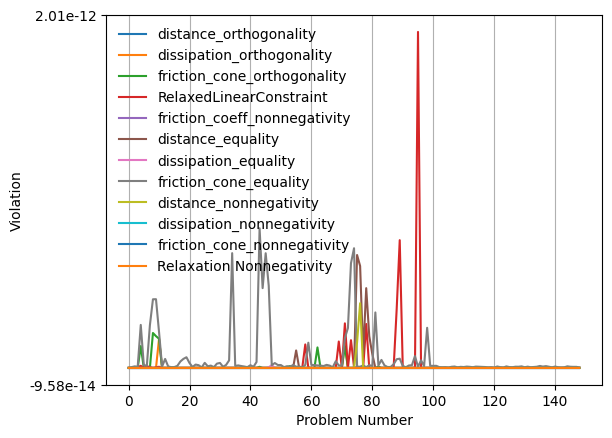 2.01e-12
distance_orthogonality
dissipation_orthogonality
friction_cone_orthogonality
RelaxedLinearConstraint
friction_coeff_nonnegativity
distance_equality
dissipation_equality
friction_cone_equality
distance_nonnegativity
dissipation_nonnegativity
friction_cone_nonnegativity
Relaxation Nonnegativity
Violation
-9.58e-14
0 20 40 60 80 100 120 140
Problem Number